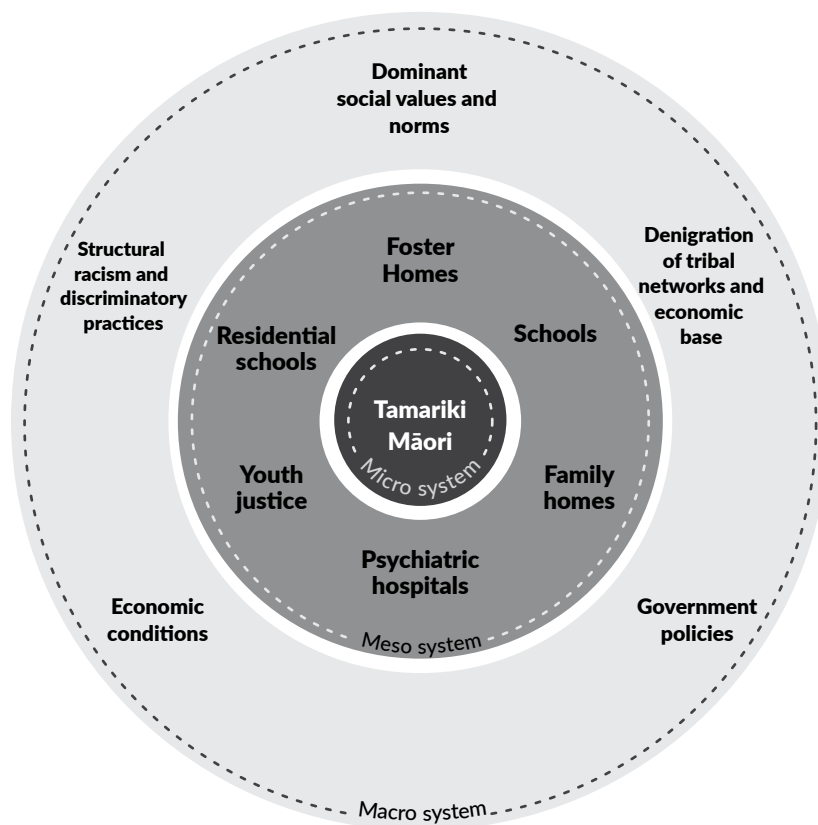 Dominant
social values and
norms
Structural
racism and
discriminatory
practices
Denigration
of tribal
networks and
economic
base
Foster
Homes
Residential
schools
Schools
Tamariki
Māori
Micro system
Youth
justice
Family
homes
Psychiatric
hospitals
Meso system
Economic
conditions
Government
policies
Macro system